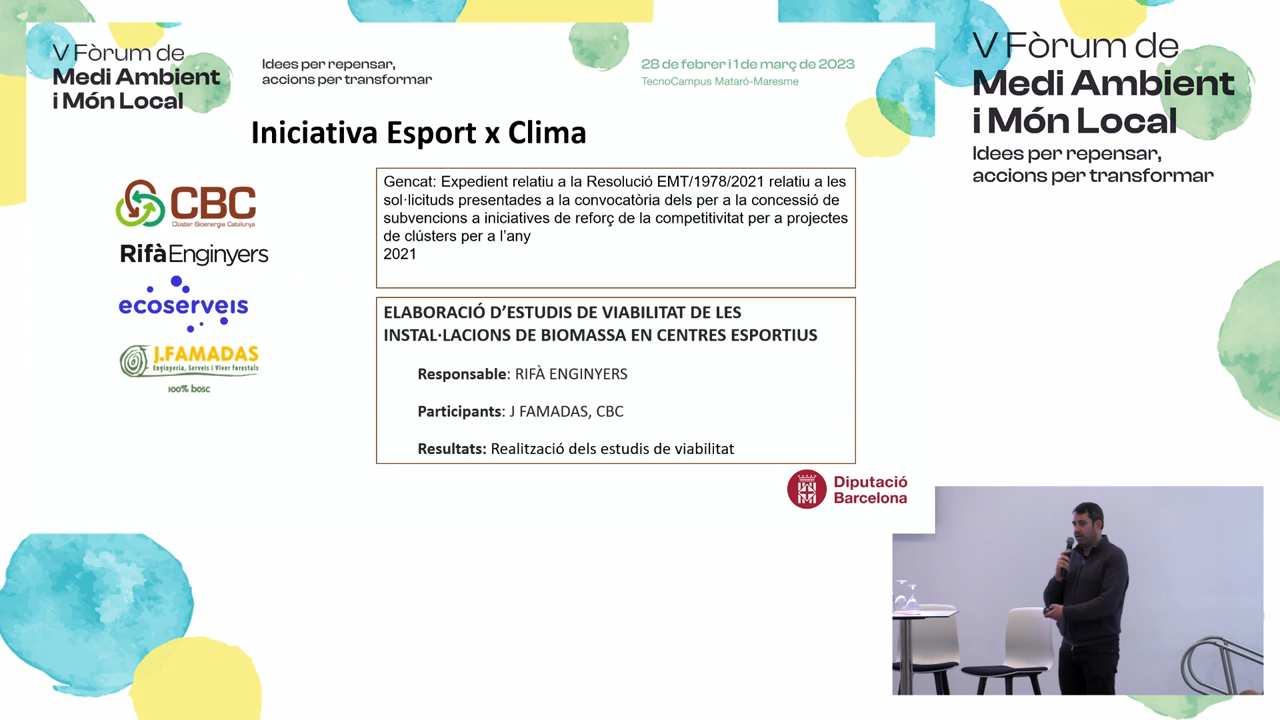 V Fòrum de
Medi Ambient
i Món Local
Idees per repensar,
accions per transformar
28 de febrer i 1 de març de 2023
TecnoCampus Mataró-Maresme
Iniciativa Esport x Clima
CBC
Clúster Bioenergia Catalunya
RifàEnginyers
ecoserveis
J.FAMADAS
Enginyeria, Serveis i Viver Forestals
100% bosc
Gencat: Expedient relatiu a la Resolució EMT/1978/2021 relatiu a les
sol·licituds presentades a la convocatòria dels per a la concessió de
subvencions a iniciatives de reforç de la competitivitat per a projectes
de clústers per a l'any
2021
ELABORACIÓ D'ESTUDIS DE VIABILITAT DE LES
INSTAL·LACIONS DE BIOMASSA EN CENTRES ESPORTIUS
Responsable: RIFÀ ENGINYERS
Participants: J FAMADAS, CBC
Resultats: Realització dels estudis de viabilitat
Diputació
Barcelona
V Fòrum de
Medi Ambient
i Món Local
Idees per repensar,
accions per transformar